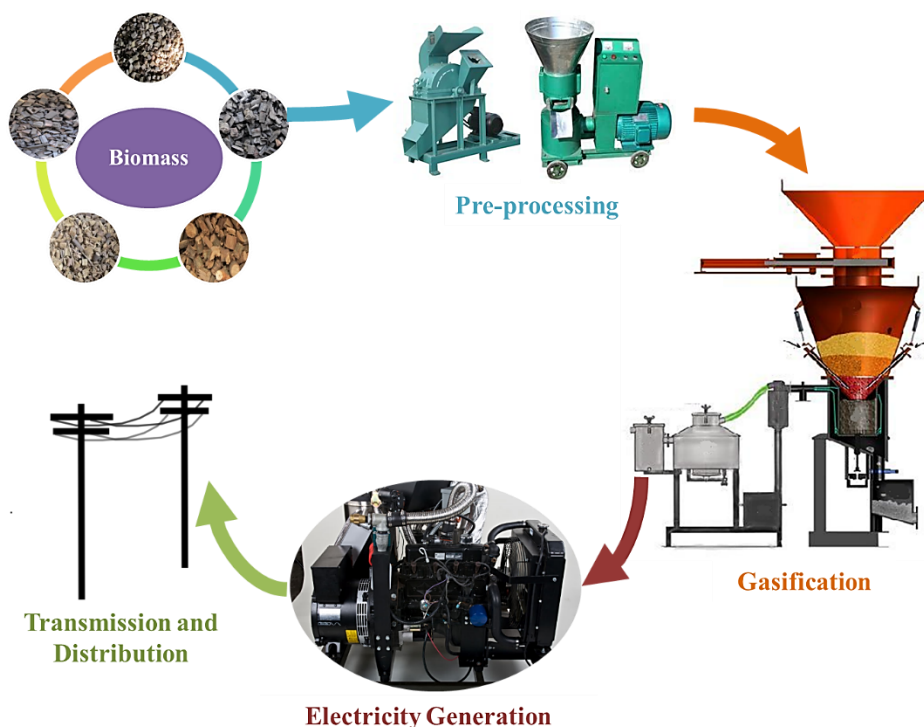 Biomass
Pre-processing
Gasification
Transmission and
Distribution
Electricity Generation